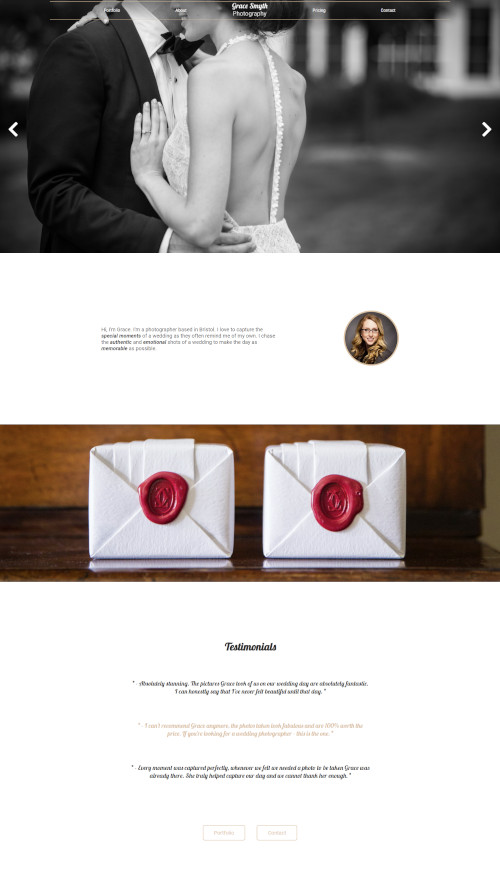 Portfolio
About
Grace Smyth
Photography
Pricing
Contact
Hi, I'm Grace. I'm a photographer based in Bristol. I love to capture the
special moments of a wedding as they often remind me of my own. I chase
the authentic and emotional shots of a wedding to make the day as
memorable as possible.
Testimonials
" - Absolutely stunning. The pictures Grace took of us on our wedding day are absolutely fantastic.
I can honestly say that I've never felt beautiful until that day. "
" - I can't recommend Grace anymore, the photos taken look fabulous and are 100% worth the
price. If you're looking for a wedding photographer - this is the one. "
" - Every moment was captured perfectly, whenever we felt we needed a photo to be taken Grace was
already there. She truly helped capture our day and we cannot thank her enough. "
Portfolio
Contact